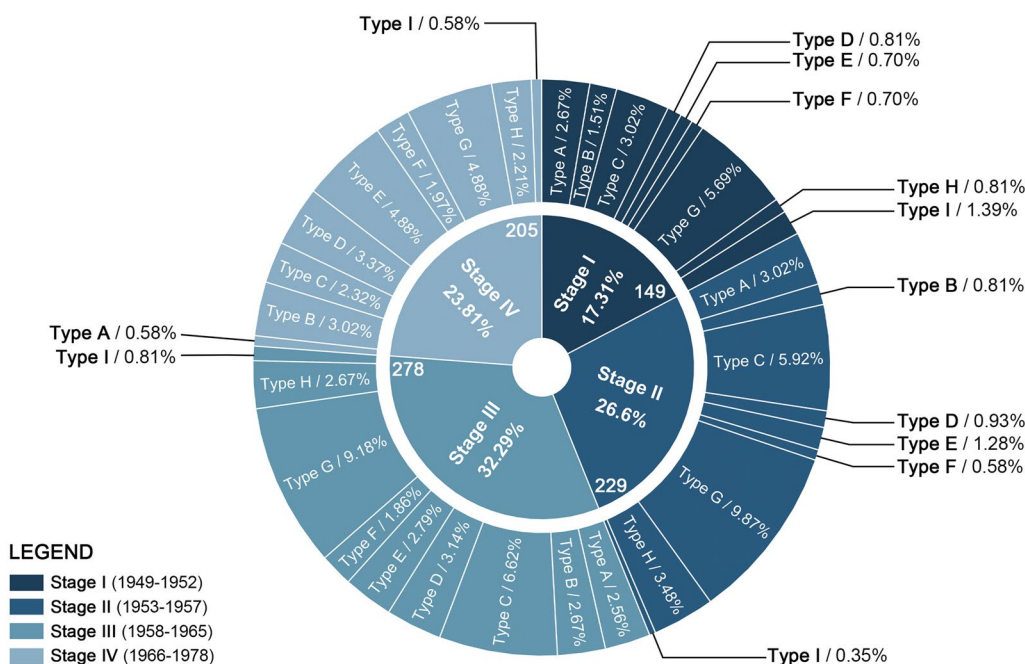 Type I / 0.58%
Type D / 0.81%
Type E / 0.70%
Type F / 0.70%
Type H / 0.81%
Type I / 1.39%
Type B / 0.81%
Type D / 0.93%
Type E / 1.28%
Type F / 0.58%
Type I / 0.35%
Type A / 0.58%
Type I / 0.81%
Type A / 2.67%
Type B / 1.51%
Type C / 3.02%
Type G / 5.69%
Type A / 3.02%
Type C / 5.92%
Type G / 9.87%
Type H / 3.48%
Type A / 2.56%
Type B / 2.67%
Type C / 6.62%
Type D / 3.14%
Type E / 2.79%
Type F / 1.86%
Type G / 9.18%
Type H / 2.67%
Type B / 3.02%
Type C / 2.32%
Type D / 3.37%
Type E / 4.88%
Type F / 1.97%
Type G / 4.88%
Type H / 2.21%
Stage I
17.31%
149
Stage II
26.6%
229
Stage III
32.29%
278
Stage IV
23.81%
205
LEGEND
Stage I (1949-1952)
Stage II (1953-1957)
Stage III (1958-1965)
Stage IV (1966-1978)